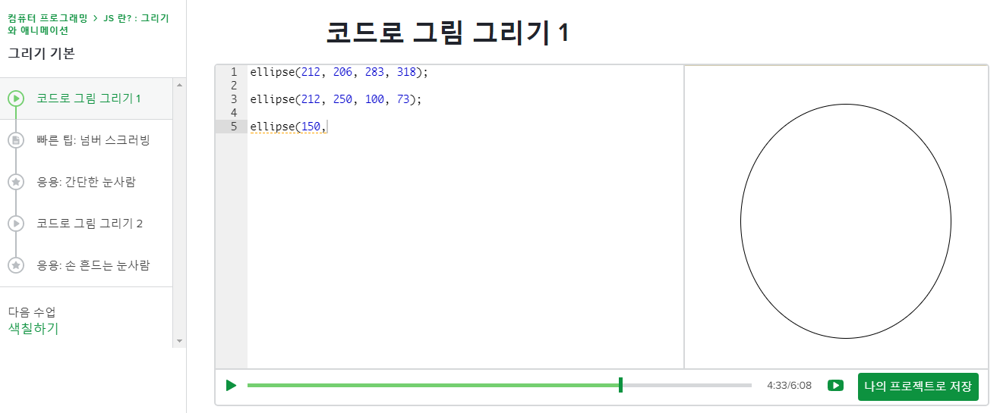 컴퓨터 프로그래밍 > JS 란? : 그리기
와 애니메이션
그리기 기본
코드로 그림 그리기 1
빠른 팁: 넘버 스크러빙
응용: 간단한 눈사람
코드로 그림 그리기 2
응용: 손 흔드는 눈사람
다음 수업
색칠하기
코드로 그림 그리기 1
1 ellipse(212, 206, 283, 318);
2
3 ellipse(212, 250, 100, 73);
4
5 ellipse(150,
4:33/6:08
나의 프로젝트로 저장